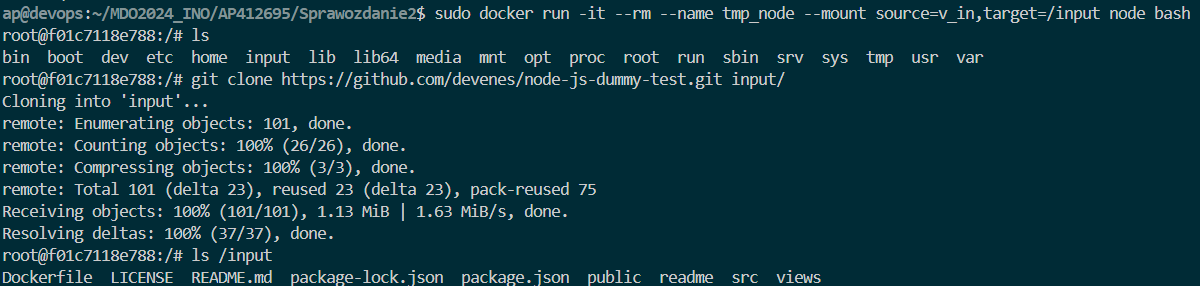 ap@devops:~/MDO2024_INO/AP412695/Sprawozdanie2$ sudo docker run -it --rm --name tmp_node --mount source=v_in,target=/input node bash
root@f01c7118e788:/# ls
bin  boot  dev  etc  home  input  lib  lib64  media  mnt  opt  proc  root  run  sbin  srv  sys  tmp  usr  var
root@f01c7118e788:/# git clone https://github.com/devenes/node-js-dummy-test.git input/
Cloning into 'input'...
remote: Enumerating objects: 101, done.
remote: Counting objects: 100% (26/26), done.
remote: Compressing objects: 100% (3/3), done.
remote: Total 101 (delta 23), reused 23 (delta 23), pack-reused 75
Receiving objects: 100% (101/101), 1.13 MiB | 1.63 MiB/s, done.
Resolving deltas: 100% (37/37), done.
root@f01c7118e788:/# ls /input
Dockerfile  LICENSE  README.md  package-lock.json  package.json  public  readme  src  views